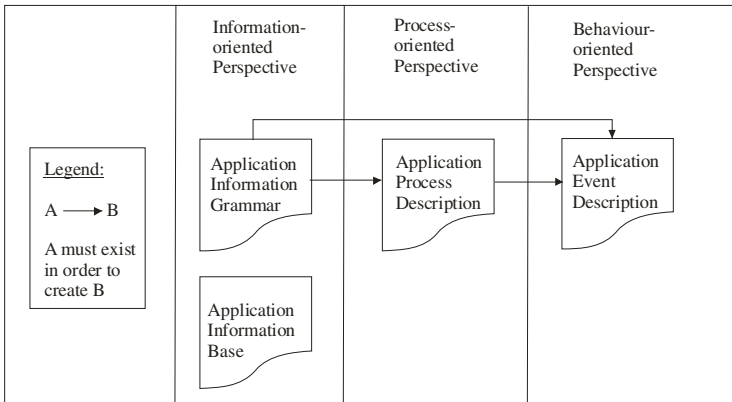 Information-
oriented
Perspective
Process-
oriented
Perspective
Behaviour-
oriented
Perspective
Legend:
A B
A must exist
in order to
create B
Application
Information
Grammar
Application
Process
Description
Application
Event
Description
Application
Information
Base